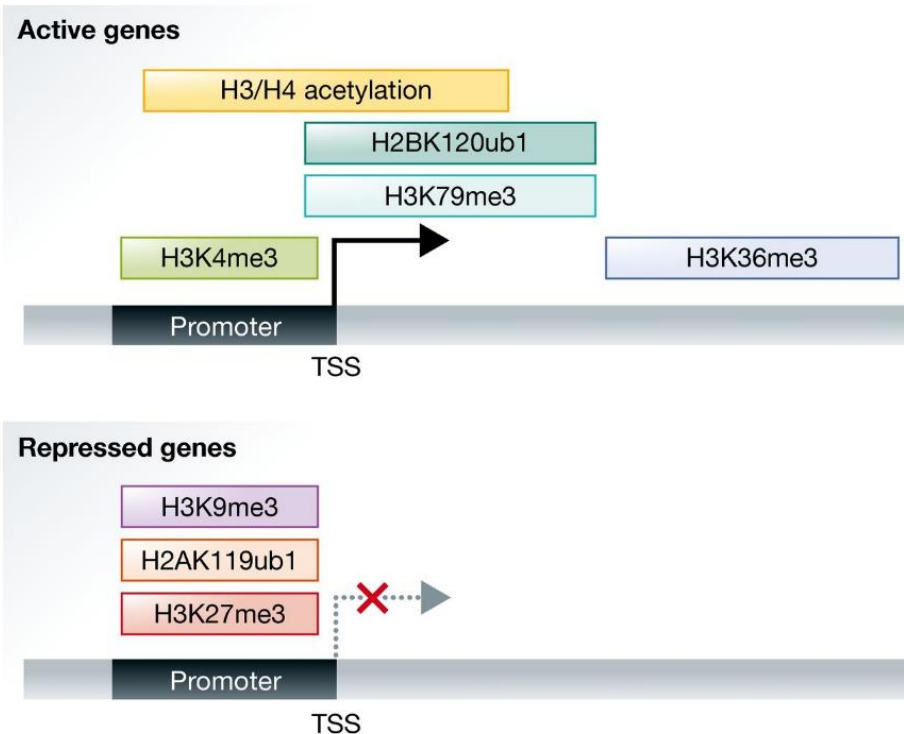 Active genes
H3/H4 acetylation
H2BK120ub1
H3K79me3
H3K4me3
H3K36me3
Promoter
TSS
Repressed genes
H3K9me3
H2AK119ub1
H3K27me3
Promoter
TSS